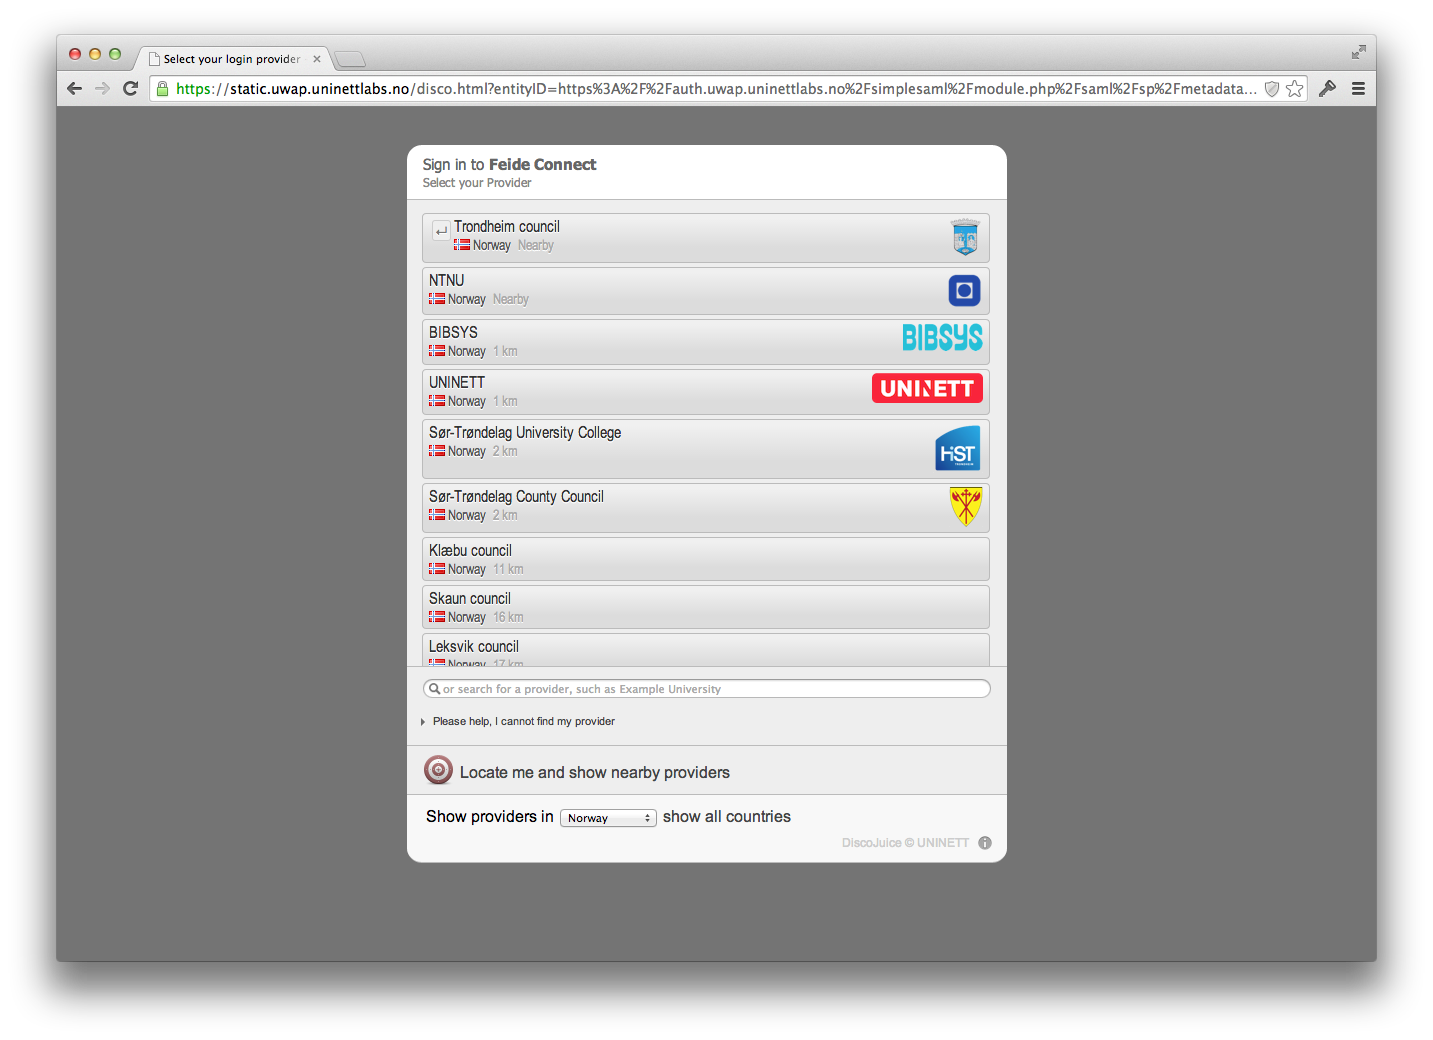 Select your login provider
https://static.uwap.uninettlabs.no/disco.html?entityID=https%3A%2F%2Fauth.uwap.uninettlabs.no%2Fsimplesaml%2Fmodule.php%2Fsaml%2Fsp%2Fmetadata...
Sign in to Feide Connect
Select your Provider
Trondheim council
Norway Nearby
NTNU
Norway Nearby
BIBSYS
BIBSYS
Norway 1 km
UNINETT
UNINETT
Norway 1 km
Sør-Trøndelag University College
Norway 2 km
HiST
Sør-Trøndelag County Council
Norway 2 km
Klæbu council
Norway 11 km
Skaun council
Norway 16 km
Leksvik council
Norway 17 km
or search for a provider, such as Example University
Please help, I cannot find my provider
Locate me and show nearby providers
Show providers in Norway show all countries
DiscoJuice © UNINETT